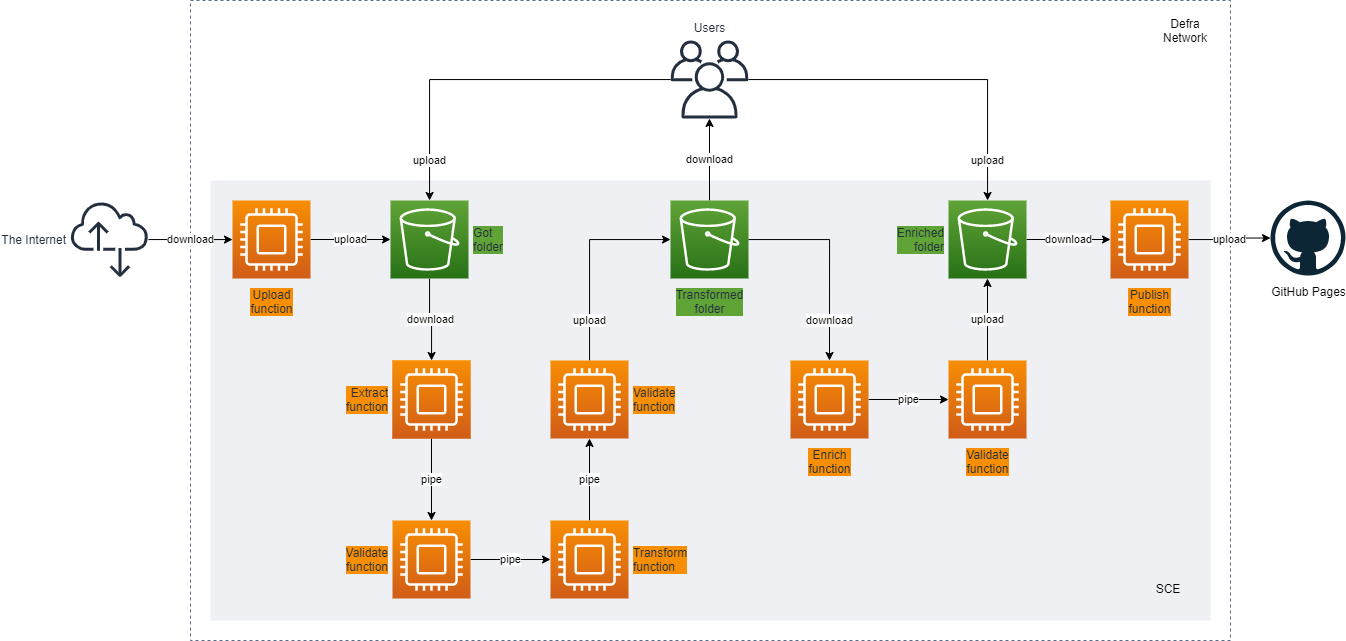 Users
Defra
Network
upload
download
upload
The Internet
download
Upload
function
upload
Got
folder
Transformed
folder
Enriched
folder
download
Publish
function
upload
GitHub Pages
download
upload
download
upload
Extract
function
Validate
function
Enrich
function
pipe
Validate
function
pipe
pipe
Validate
function
pipe
Transform
function
SCE